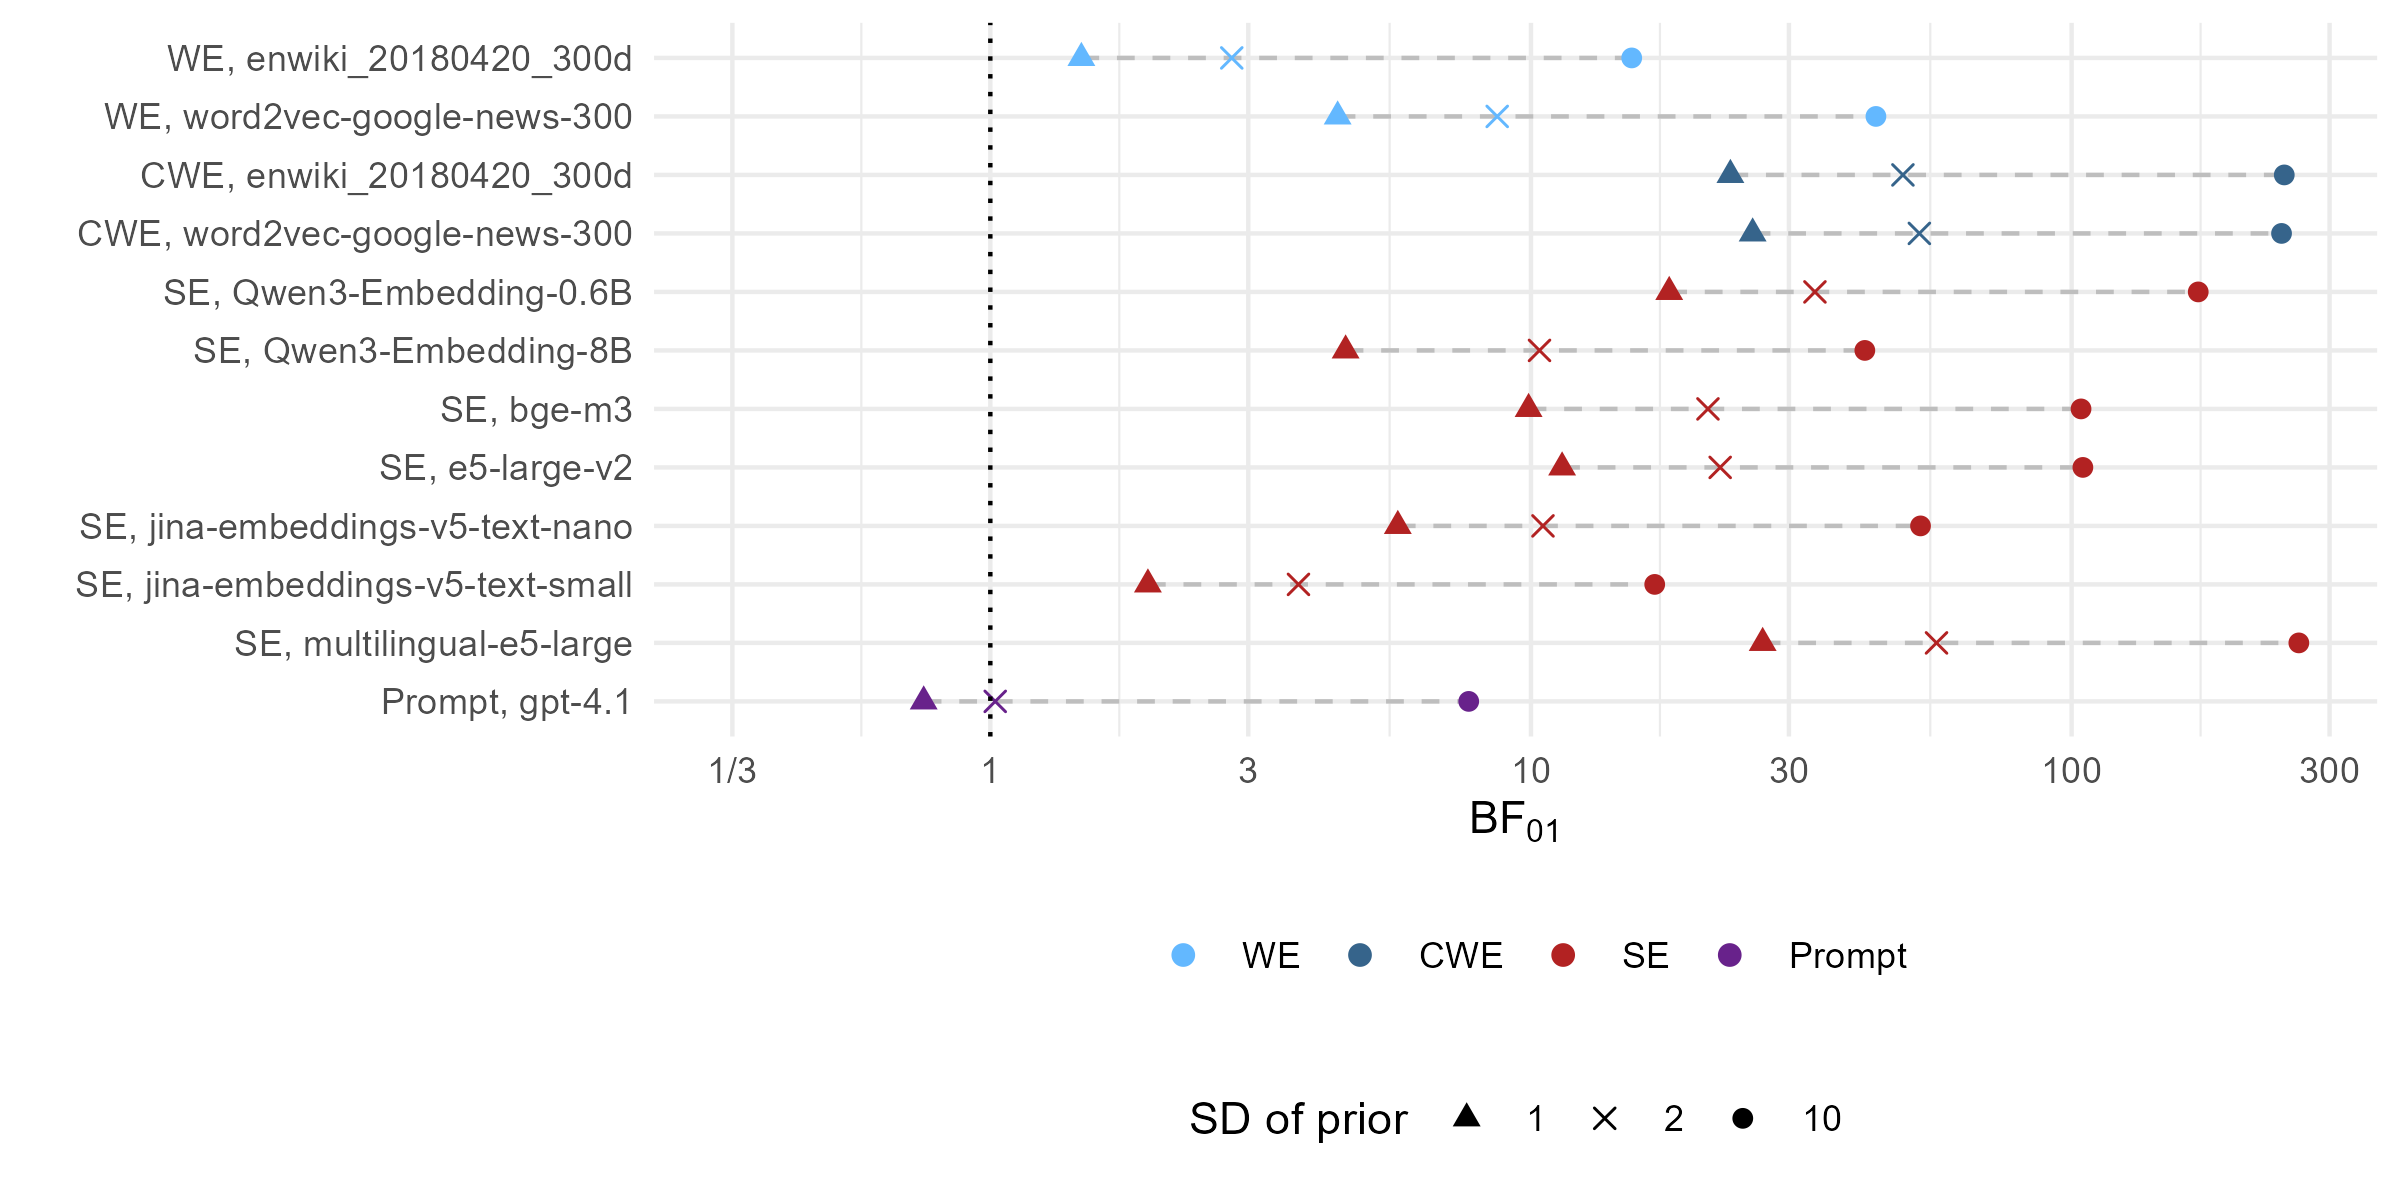 WE, enwiki_20180420_300d
WE, word2vec-google-news-300
CWE, enwiki_20180420_300d
CWE, word2vec-google-news-300
SE, Qwen3-Embedding-0.6B
SE, Qwen3-Embedding-8B
SE, bge-m3
SE, e5-large-v2
SE, jina-embeddings-v5-text-nano
SE, jina-embeddings-v5-text-small
SE, multilingual-e5-large
Prompt, gpt-4.1
1/3 1 3 10 30 100 300
BF₀₁
WE CWE SE Prompt
SD of prior 1 2 10